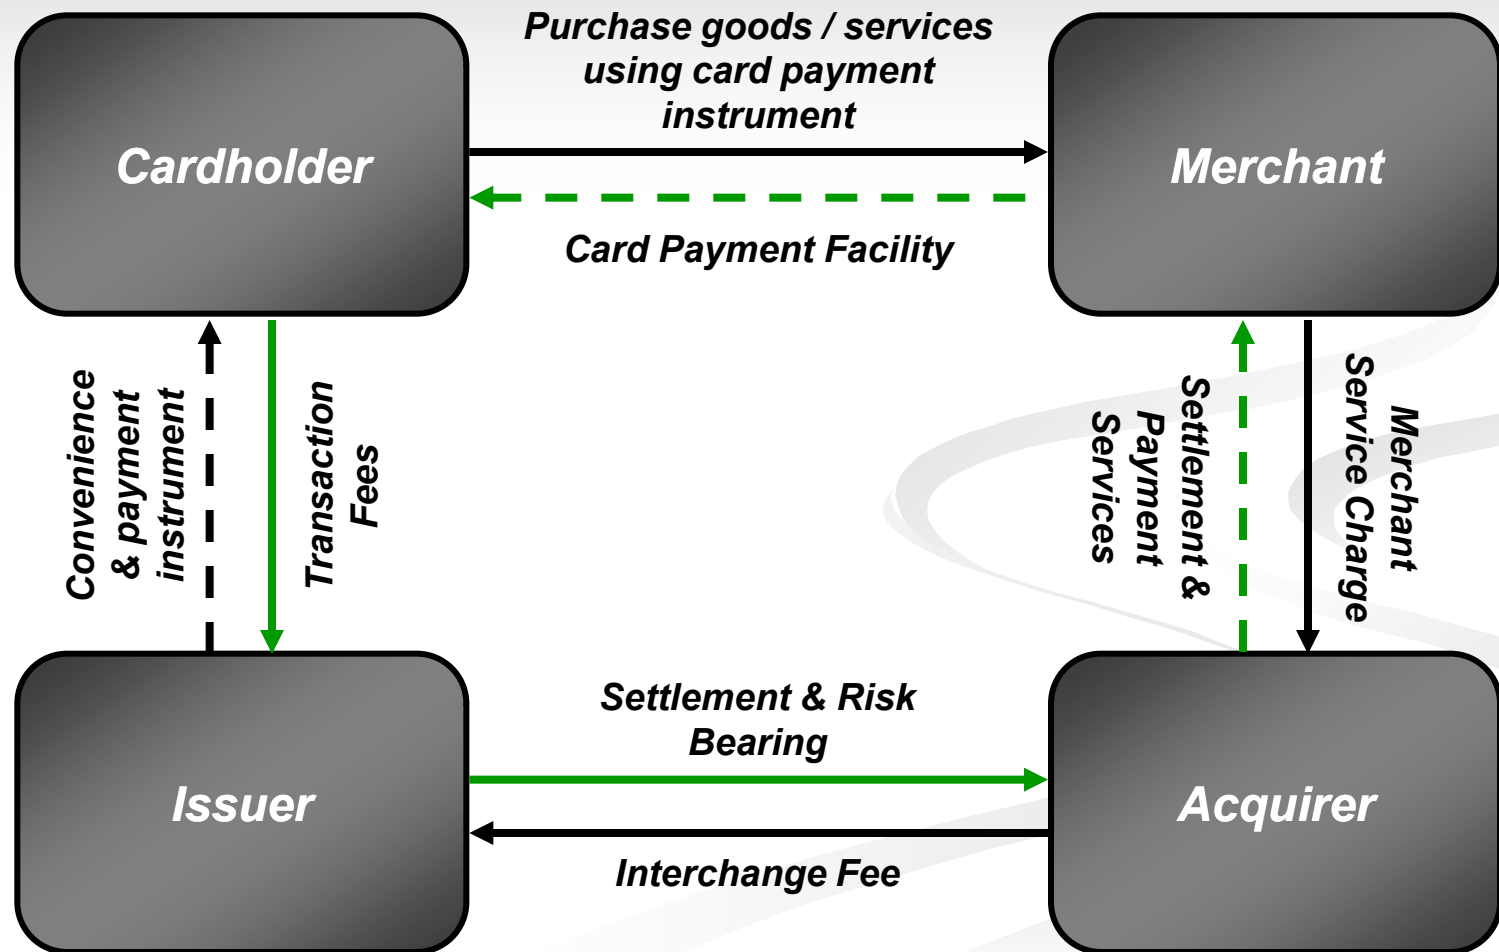 Purchase goods / services
using card payment
instrument
Cardholder
Merchant
Card Payment Facility
Convenience
& payment
instrument
Transaction
Fees
Settlement &
Payment
Services
Merchant
Service Charge
Settlement & Risk
Bearing
Issuer
Acquirer
Interchange Fee